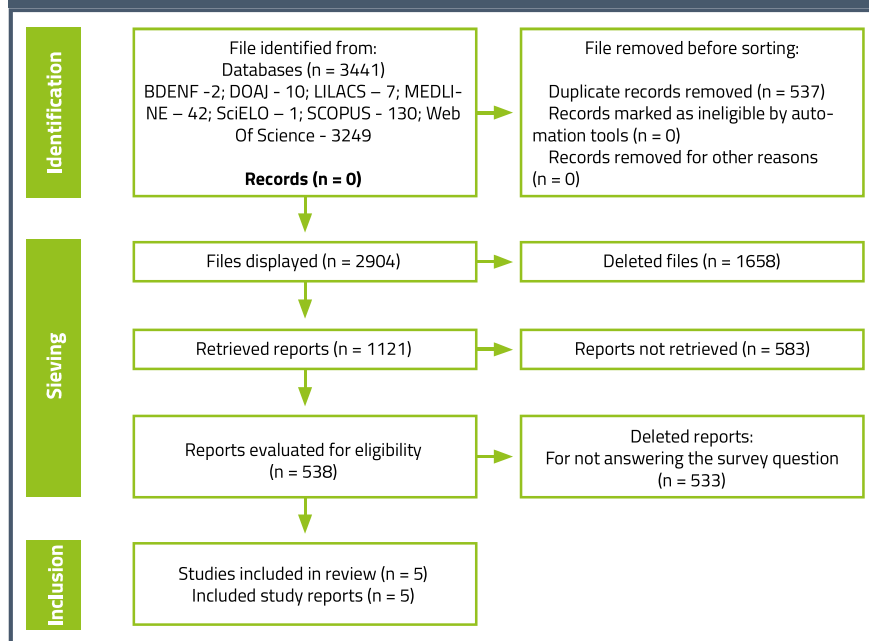 Identification
File identified from:
Databases (n = 3441)
BDENF -2; DOAJ - 10; LILACS – 7; MEDLI-
NE – 42; SciELO – 1; SCOPUS - 130; Web
Of Science - 3249
Records (n = 0)
File removed before sorting:
Duplicate records removed (n = 537)
Records marked as ineligible by auto-
mation tools (n = 0)
Records removed for other reasons
(n = 0)
Sieving
Files displayed (n = 2904)
Deleted files (n = 1658)
Retrieved reports (n = 1121)
Reports not retrieved (n = 583)
Reports evaluated for eligibility
(n = 538)
Deleted reports:
For not answering the survey question
(n = 533)
Inclusion
Studies included in review (n = 5)
Included study reports (n = 5)